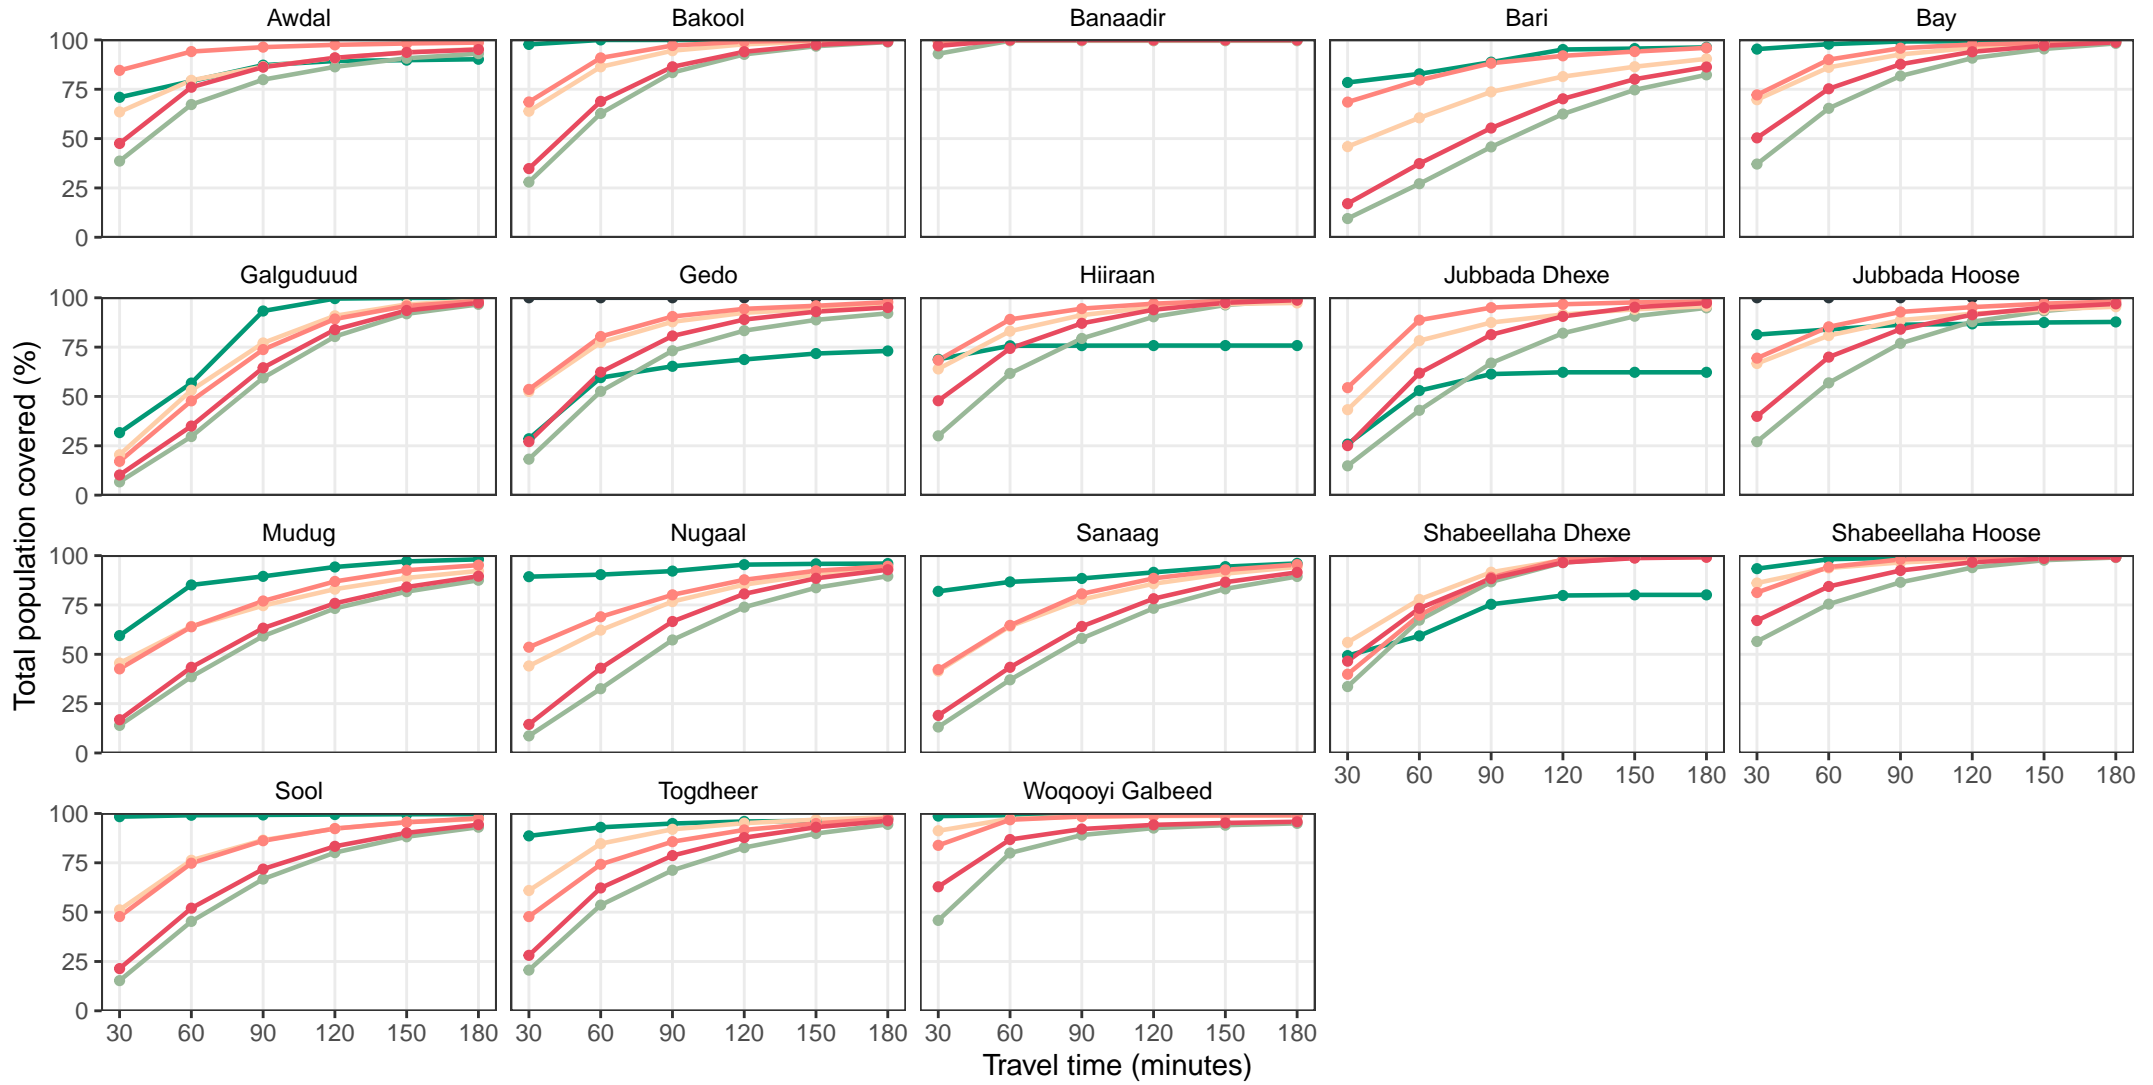 Awdal
Bakool
Banaadir
Bari
Bay
100
75
50
25
0
Galguduud
Gedo
Hiiraan
Jubbada Dhexe
Jubbada Hoose
100
75
50
25
0
Total population covered (%)
Mudug
Nugaal
Sanaag
Shabeellaha Dhexe
Shabeellaha Hoose
100
75
50
25
0
30 60 90 120 150 180
30 60 90 120 150 180
Sool
Togdheer
Woqooyi Galbeed
100
75
50
25
0
30 60 90 120 150 180
30 60 90 120 150 180
30 60 90 120 150 180
Travel time (minutes)